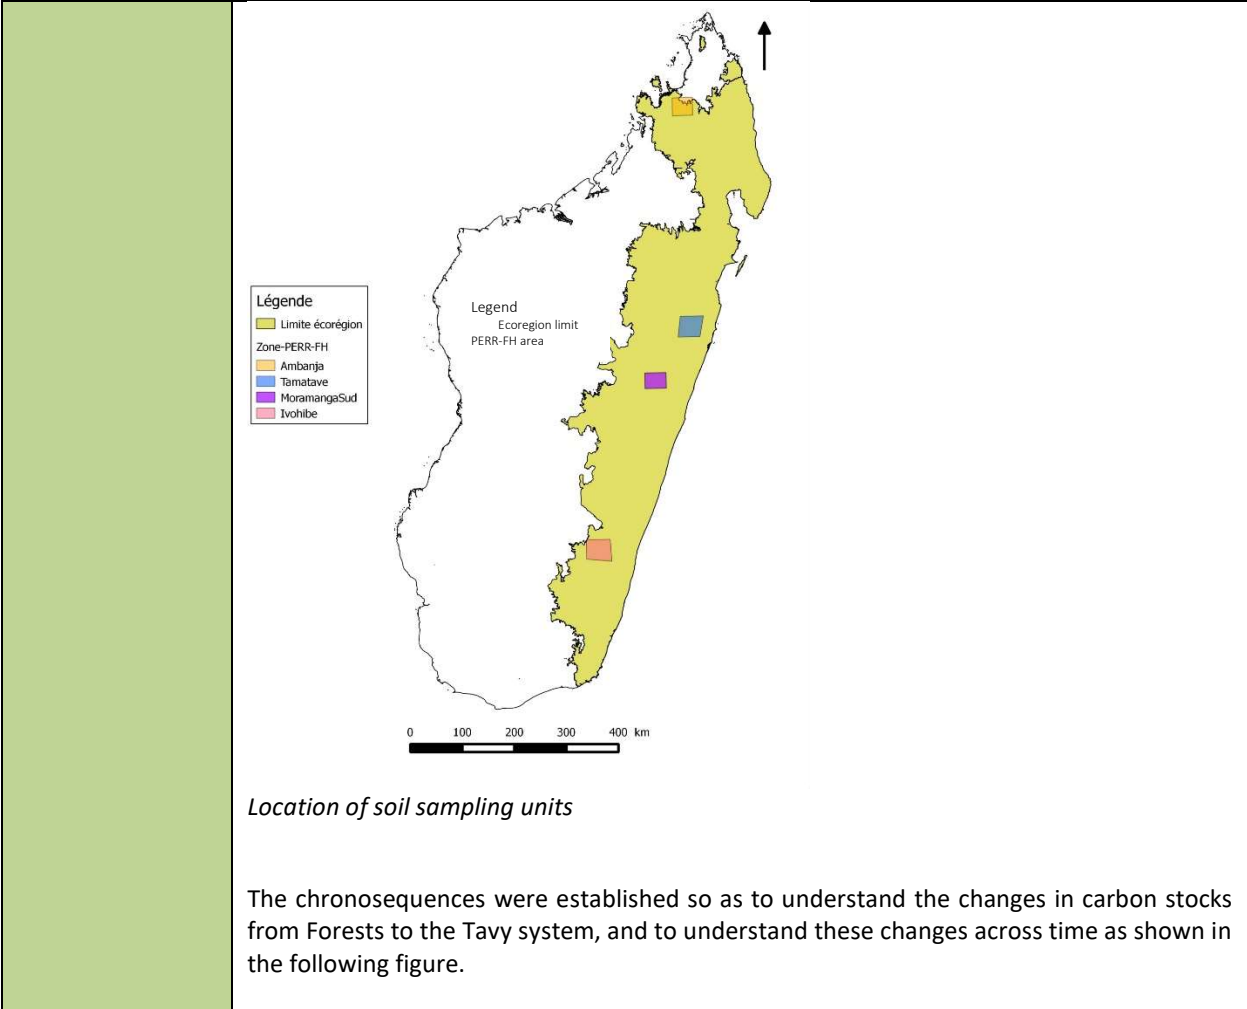 Légende
Limite écorégion
Zone-PERR-FH
Ambanja
Tamatave
MoramangaSud
Ivohibe
Legend
Ecoregion limit
PERR-FH area
0 100 200 300 400 km
Location of soil sampling units
The chronosequences were established so as to understand the changes in carbon stocks
from Forests to the Tavy system, and to understand these changes across time as shown in
the following figure.